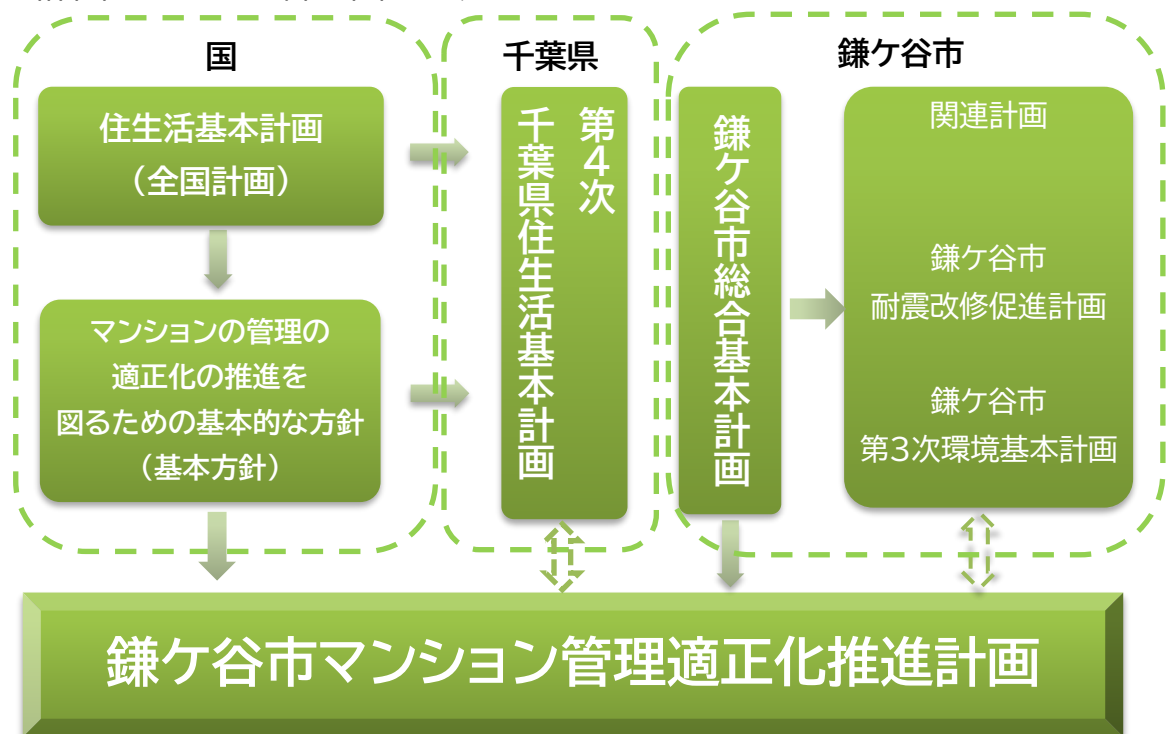 国
住生活基本計画
（全国計画）
マンションの管理の
適正化の推進を
図るための基本的な方針
（基本方針）
千葉県
第4次
千葉県住生活基本計画
鎌ケ谷市
鎌ケ谷市総合基本計画
関連計画
鎌ケ谷市
耐震改修促進計画
鎌ケ谷市
第3次環境基本計画
鎌ケ谷市マンション管理適正化推進計画